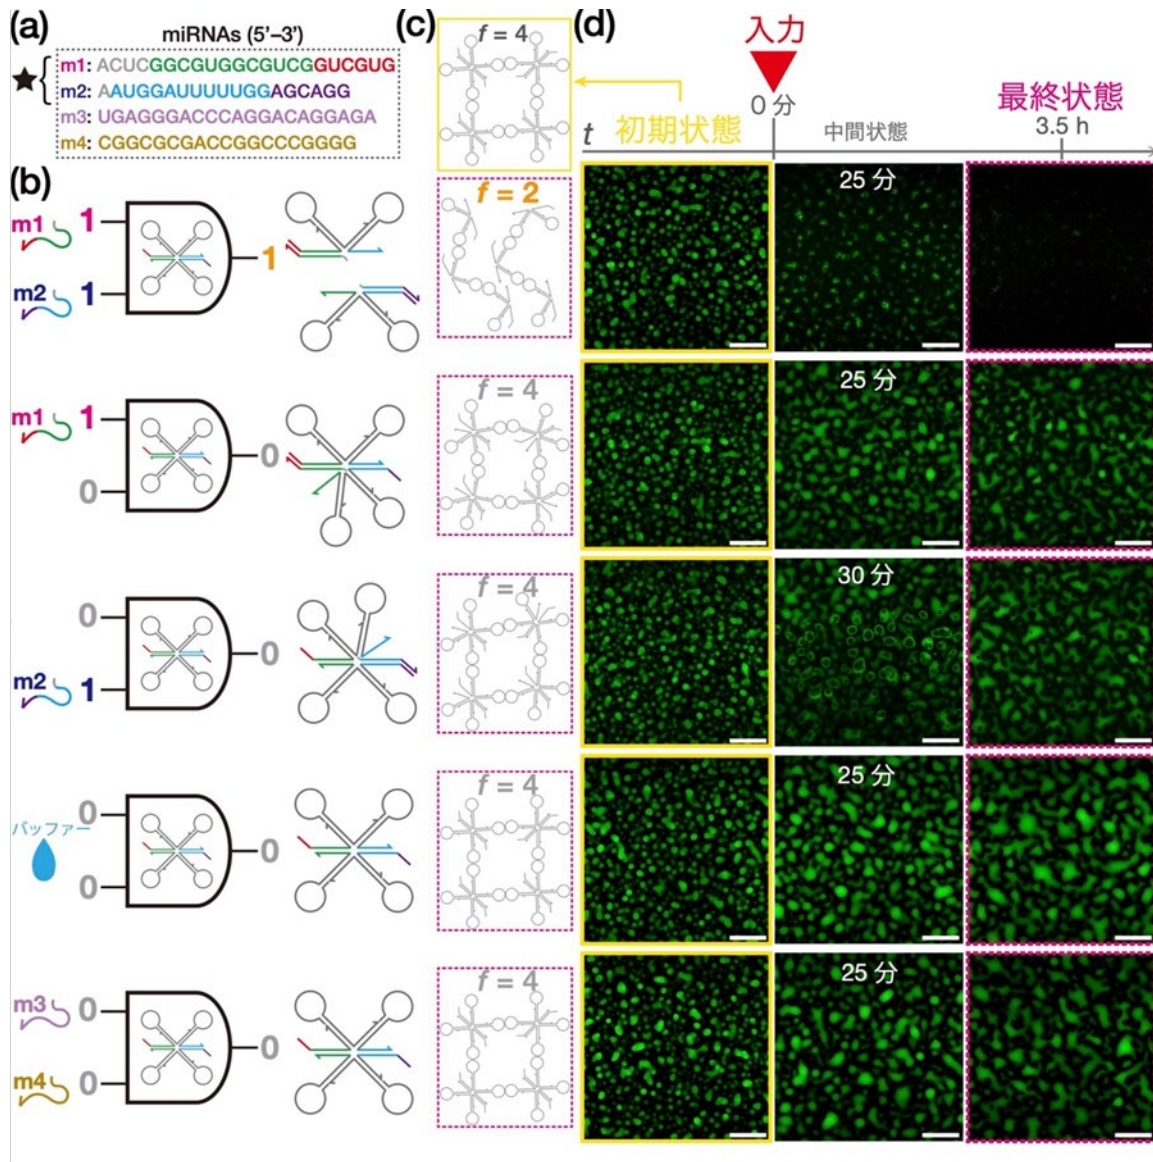 (a)
miRNAs (5’–3’)
m1: ACUCGGCGUGGCGUCGGUCGUG
m2: AAUGGAUUUUUGGAGCAGG
m3: UGAGGGACCCAGGACAGGAGA
m4: CGGCGCGACCGGCCCGGGG
(b)
m1 1
m2 1
1
m1 1
0
0
0
m2 1
0
バッファー
0
0
0
m3 0
m4 0
0
(c)
f = 4
f = 2
f = 4
f = 4
f = 4
f = 4
(d)
入力
0 分
t
初期状態
中間状態
最終状態
3.5 h
25 分
25 分
30 分
25 分
25 分